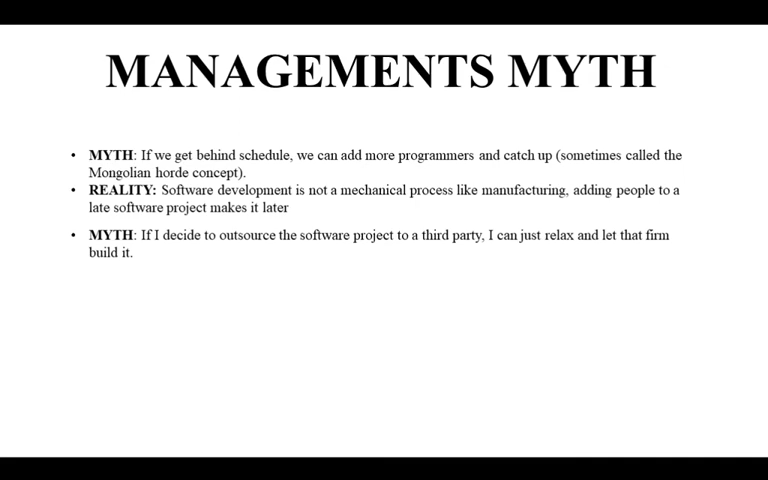 MANAGEMENTS MYTH
• MYTH: If we get behind schedule, we can add more programmers and catch up (sometimes called the
Mongolian horde concept).
• REALITY: Software development is not a mechanical process like manufacturing, adding people to a
late software project makes it later
• MYTH: If I decide to outsource the software project to a third party, I can just relax and let that firm
build it.